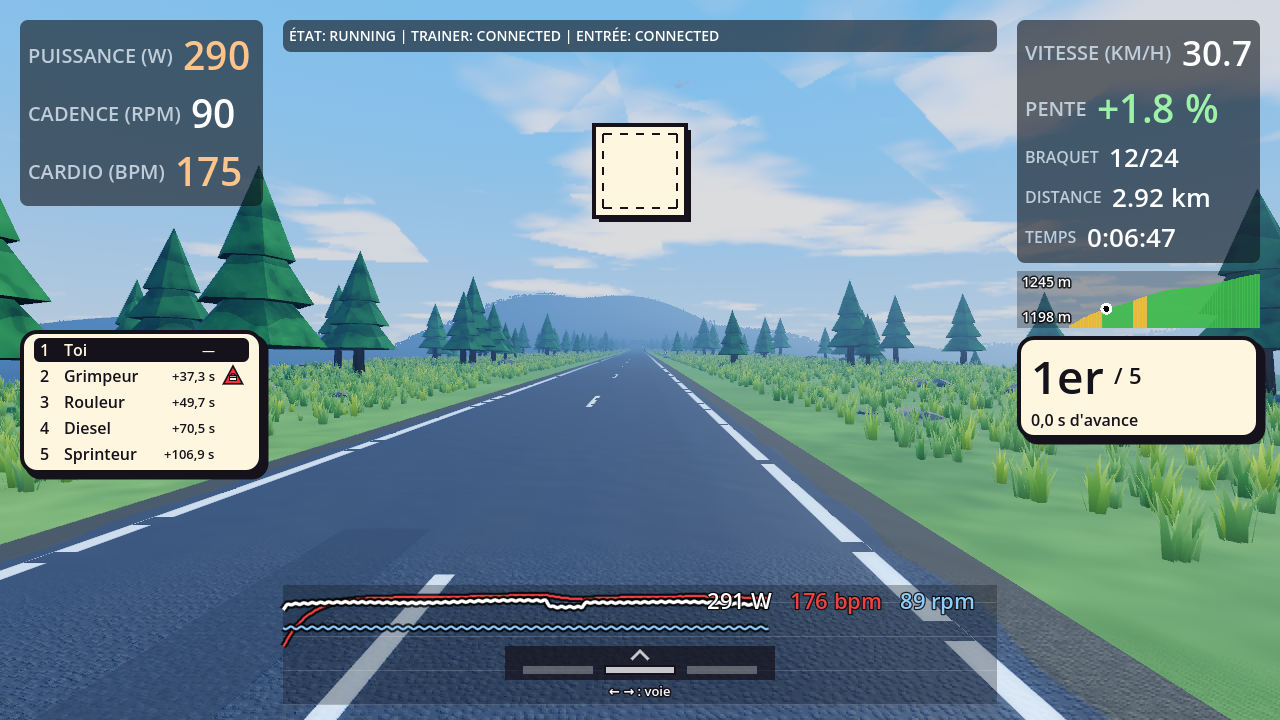 PUISSANCE (W) 290
CADENCE (RPM) 90
CARDIO (BPM) 175
ÉTAT: RUNNING | TRAINER: CONNECTED | ENTRÉE: CONNECTED
VITESSE (KM/H) 30.7
PENTE +1.8 %
BRAQUET 12/24
DISTANCE 2.92 km
TEMPS 0:06:47
1245 m
1198 m
1 Toi —
2 Grimpeur +37,3 s
3 Rouleur +49,7 s
4 Diesel +70,5 s
5 Sprinteur +106,9 s
1er / 5
0,0 s d'avance
291 W 176 bpm 89 rpm
← → : voie